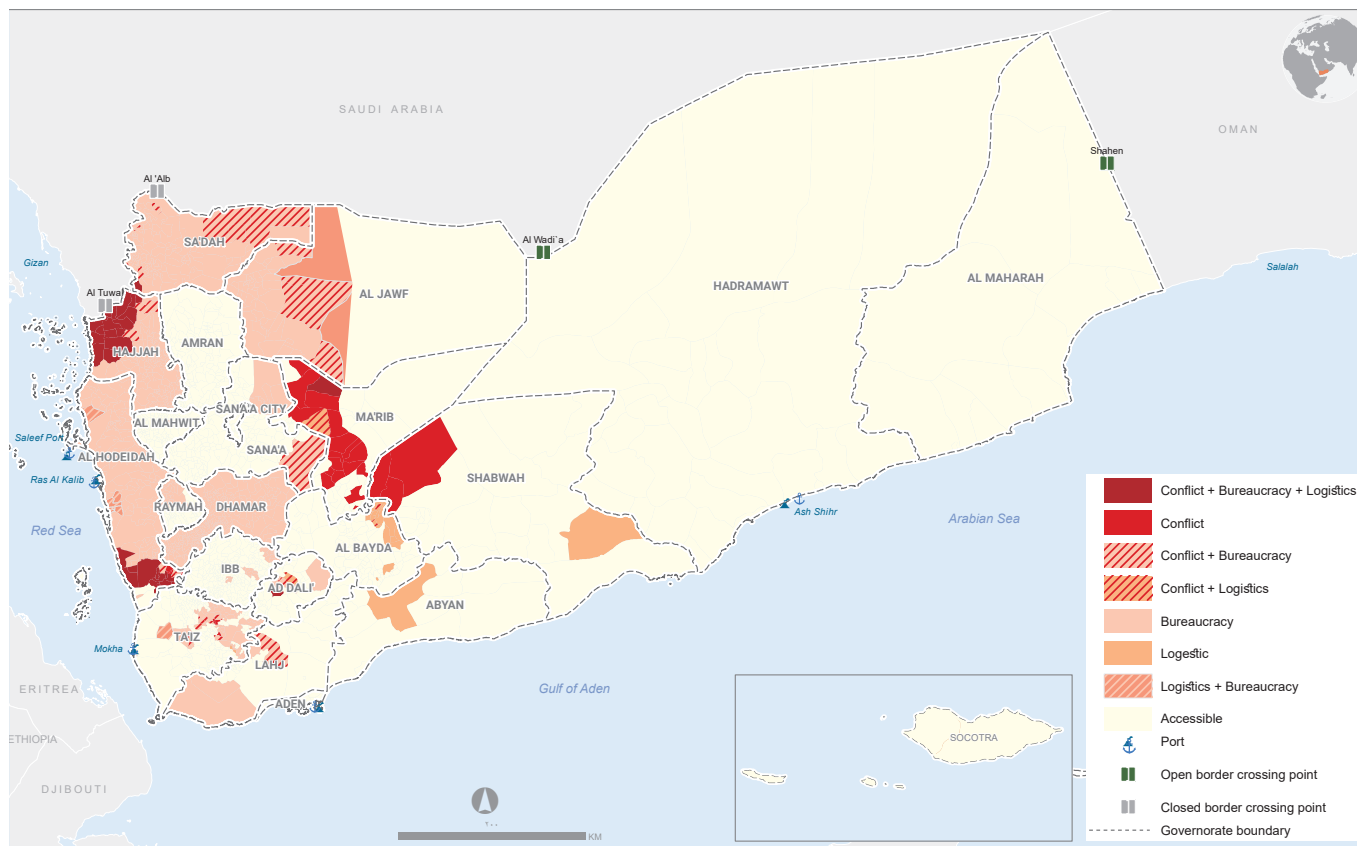 SAUDI ARABIA
OMAN
Shahen
Al 'Alb
SA'DAH
Al Wadi`a
Gizan
Salalah
AL MAHARAH
HADRAMAWT
Al Tuwal
AL JAWF
AMRAN
HAJJAH
SANA'A CITY
MA'RIB
AL MAHWIT
Saleef Port
SANA'A
AL HODEIDAH
Ras Al Kalib
SHABWAH
RAYMAH
DHAMAR
Ash Shihr
Arabian Sea
Red Sea
AL BAYDA
IBB
AD DALI'
ABYAN
TA'IZ
Mokha
LAHJ
ERITREA
Gulf of Aden
ADEN
ETHIOPIA
SOCOTRA
DJIBOUTI
٢٠٠
KM
Conflict + Bureaucracy + Logistics
Conflict
Conflict + Bureaucracy
Conflict + Logistics
Bureaucracy
Logestic
Logistics + Bureaucracy
Accessible
Port
Open border crossing point
Closed border crossing point
Governorate boundary